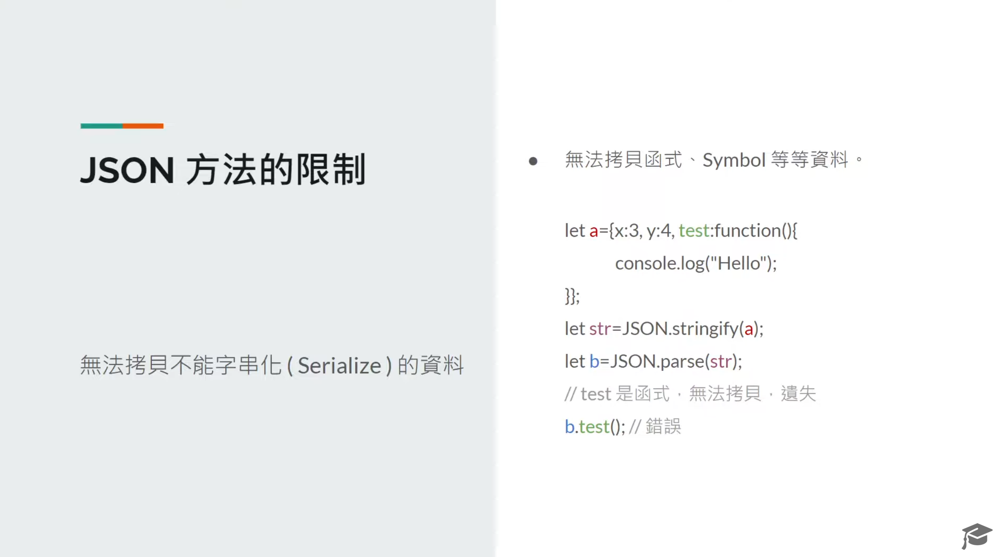 JSON 方法的限制
無法拷貝不能字串化 ( Serialize ) 的資料
● 無法拷貝函式、Symbol 等等資料。
let a={x:3, y:4, test:function(){
console.log("Hello");
}};
let str=JSON.stringify(a);
let b=JSON.parse(str);
// test 是函式，無法拷貝，遺失
b.test(); // 錯誤